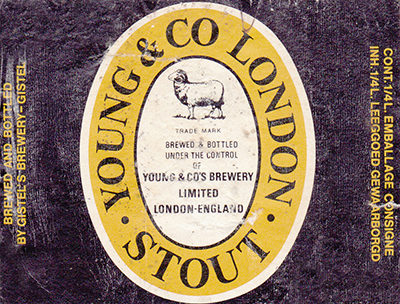 BREWED AND BOTTLED
BY GISTEL'S BREWERY - GISTEL
YOUNG & CO LONDON
TRADE MARK
BREWED & BOTTLED
UNDER THE CONTROL
OF
YOUNG & CO'S BREWERY
LIMITED
LONDON-ENGLAND
· STOUT ·
CONT. 1/4L. EMBALLAGE CONSIGNE
INH. 1/4L. LEEGGOED GEWAARBORGD